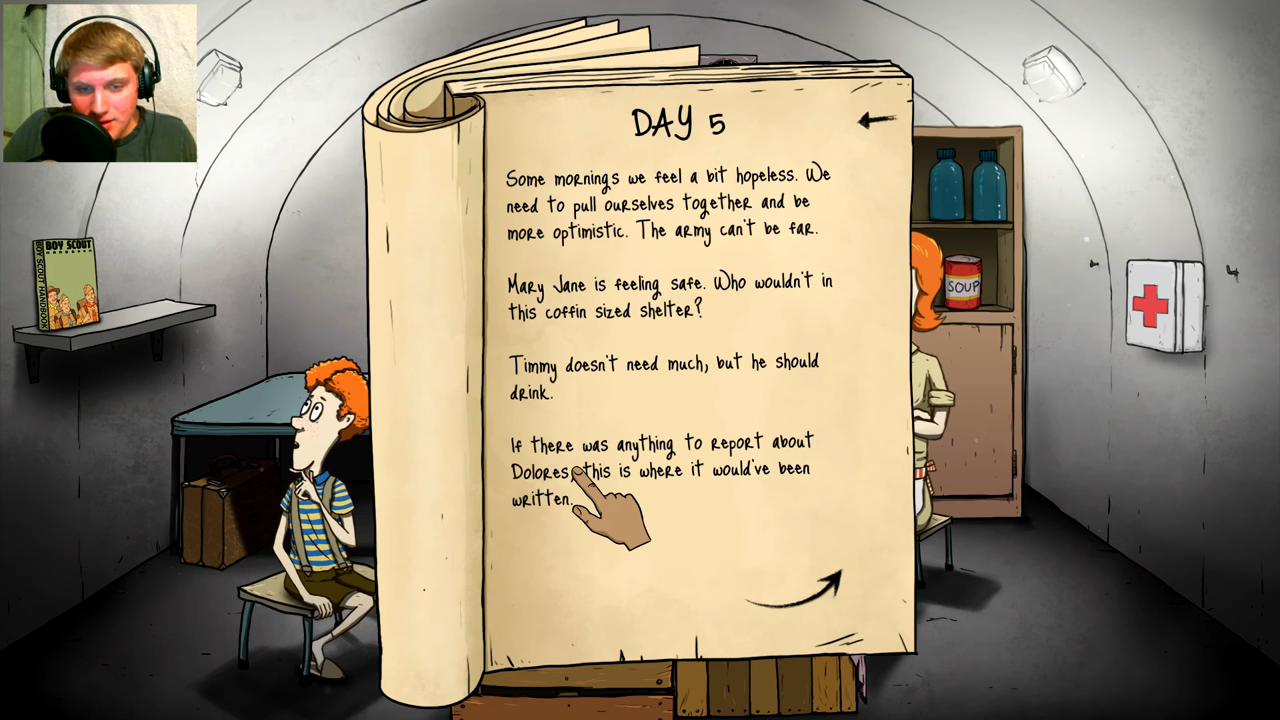 DAY 5
Some mornings we feel a bit hopeless. We
need to pull ourselves together and be
more optimistic. The army can't be far.
Mary Jane is feeling safe. Who wouldn't in
this coffin sized shelter?
Timmy doesn't need much, but he should
drink.
If there was anything to report about
Dolores, this is where it would've been
written.
BOY SCOUT
HANDBOOK
BOY SCOUT HANDBOOK
SOUP